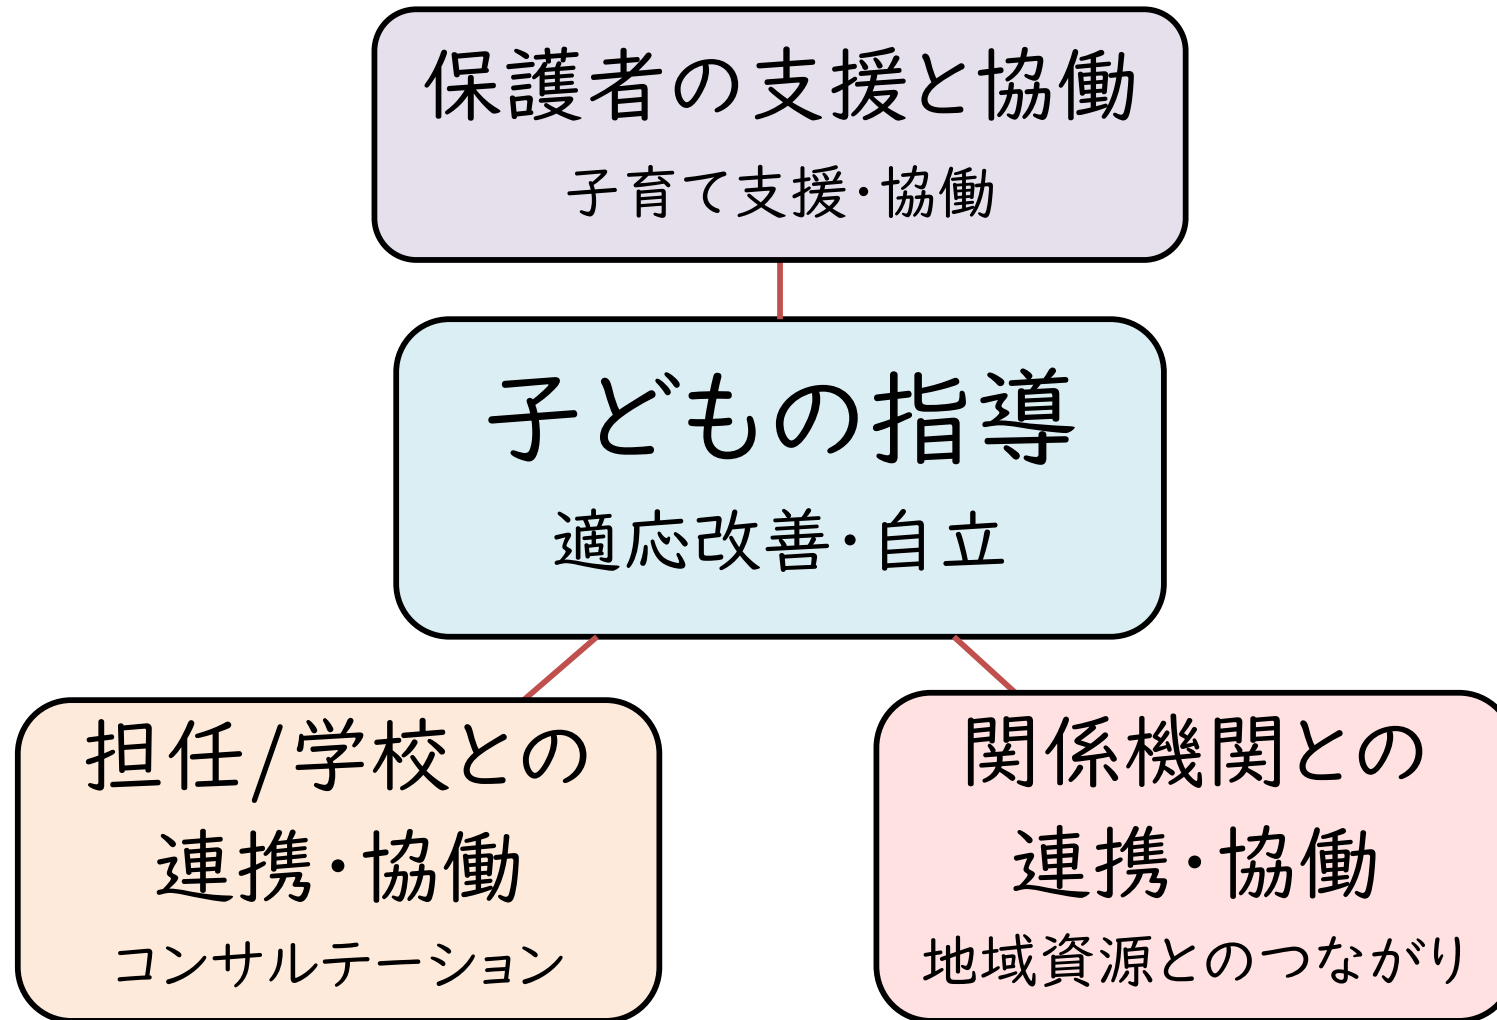 保護者の支援と協働
子育て支援・協働
子どもの指導
適応改善・自立
担任/学校との
連携・協働
コンサルテーション
関係機関との
連携・協働
地域資源とのつながり